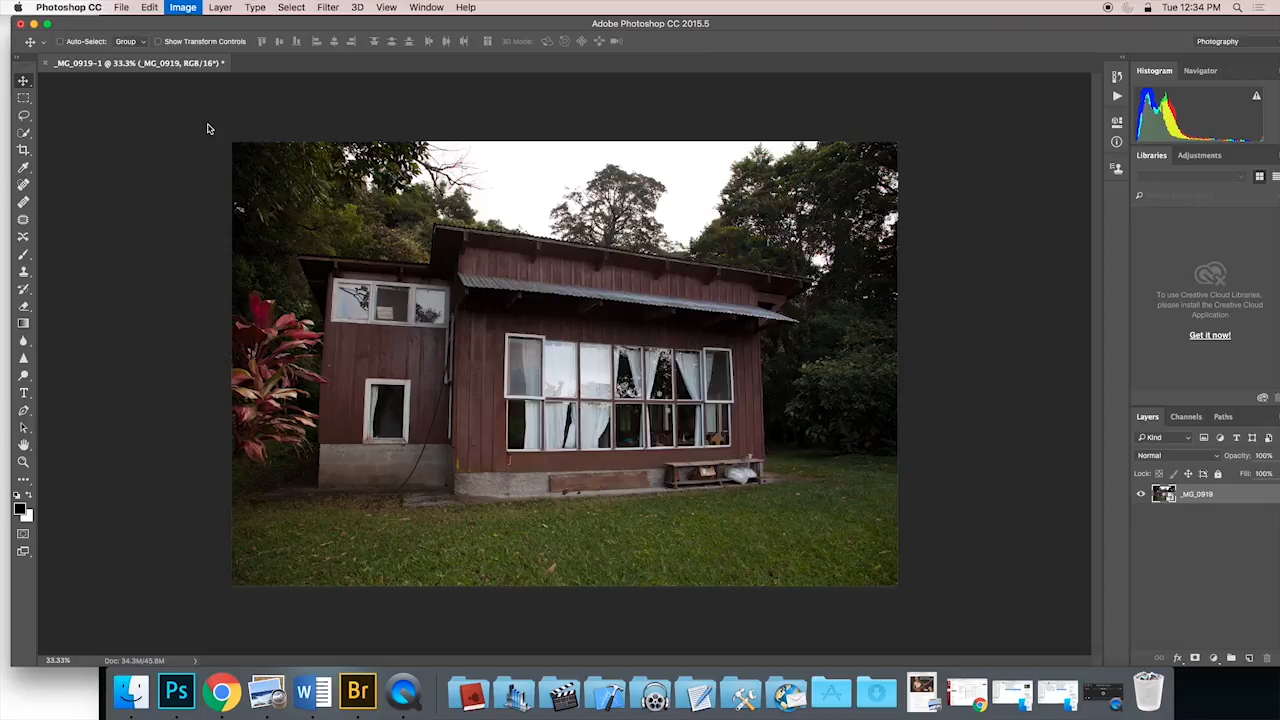 Photoshop CC File Edit Image Layer Type Select Filter 3D View Window Help Tue 12:34 PM
Adobe Photoshop CC 2015.5
Auto-Select: Group Show Transform Controls 3D Mode: Photography
_MG_0919-1 @ 33.3% (_MG_0919, RGB/16*) *
Histogram Navigator
Libraries Adjustments
To use Creative Cloud Libraries,
please install the Creative Cloud
Application
Get it now!
Layers Channels Paths
Kind
Normal Opacity: 100%
Lock: Fill: 100%
_MG_0919
33.33% Doc: 34.3M/45.8M
Ps W Br